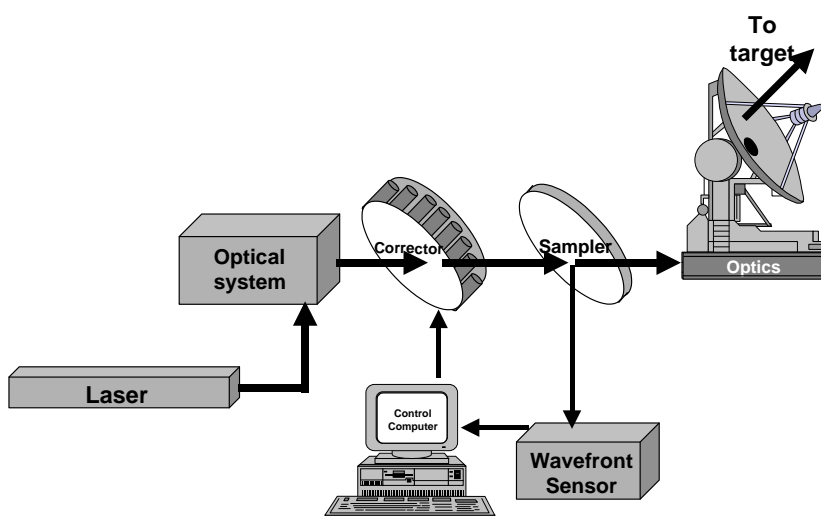 To
target
Optical
system
Corrector
Sampler
Optics
Laser
Control
Computer
Wavefront
Sensor